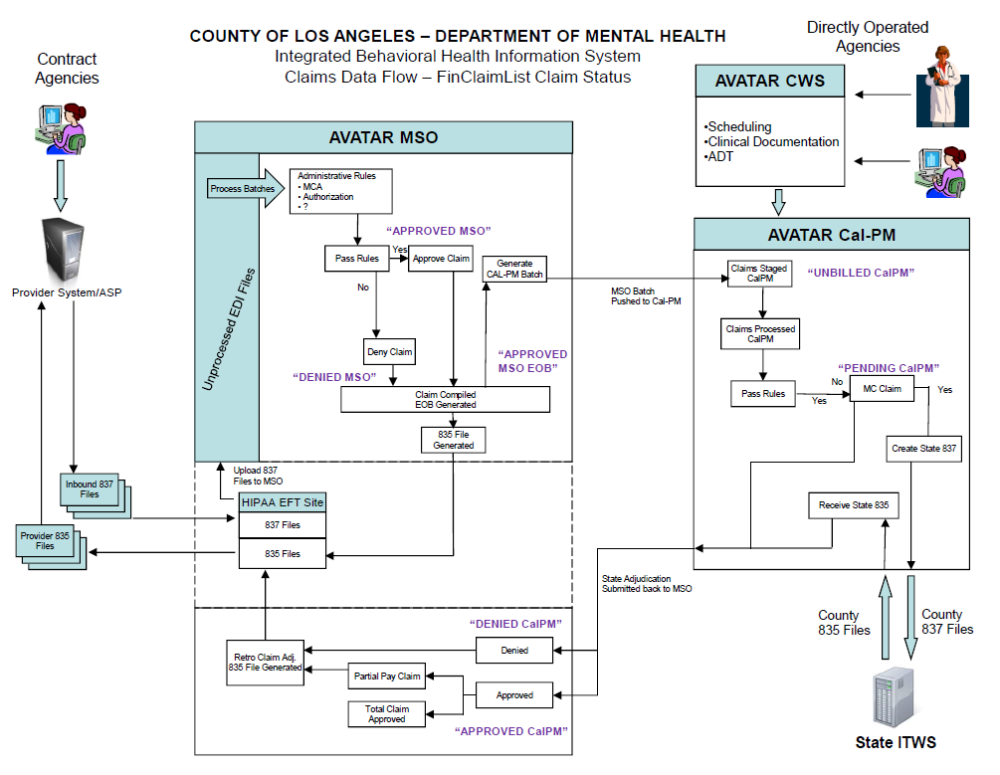 COUNTY OF LOS ANGELES – DEPARTMENT OF MENTAL HEALTH
Integrated Behavioral Health Information System
Claims Data Flow – FinClaimList Claim Status
Contract
Agencies
Directly Operated
Agencies
AVATAR CWS
•Scheduling
•Clinical Documentation
•ADT
AVATAR MSO
Process Batches
Administrative Rules
• MCA
• Authorization
• ?
Unprocessed EDI Files
“APPROVED MSO”
Pass Rules
Yes
Approve Claim
No
Generate
CAL-PM Batch
Deny Claim
“DENIED MSO”
“APPROVED
MSO EOB”
Claim Compiled
EOB Generated
835 File
Generated
MSO Batch
Pushed to Cal-PM
AVATAR Cal-PM
Claims Staged
CalPM
“UNBILLED CalPM”
Claims Processed
CalPM
“PENDING CalPM”
Pass Rules
No
Yes
MC Claim
Yes
Create State 837
Receive State 835
Provider System/ASP
Inbound 837
Files
Provider 835
Files
Upload 837
Files to MSO
HIPAA EFT Site
837 Files
835 Files
State Adjudication
Submitted back to MSO
County
835 Files
County
837 Files
State ITWS
“DENIED CalPM”
Denied
Retro Claim Adj.
835 File Generated
Partial Pay Claim
Approved
Total Claim
Approved
“APPROVED CalPM”